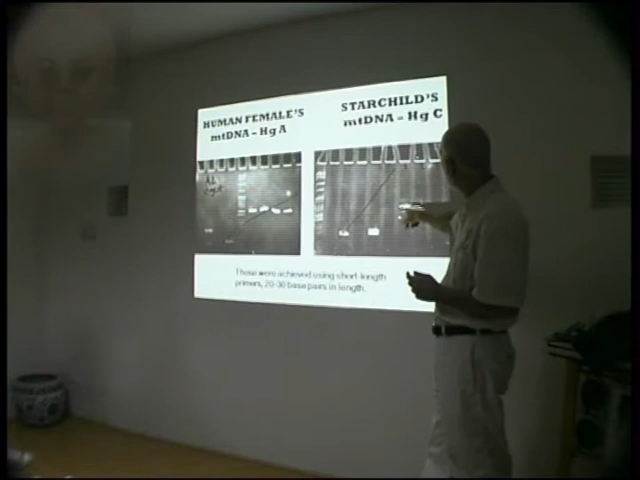 HUMAN FEMALE'S
mtDNA – Hg A
STARCHILD'S
mtDNA – Hg C
These were achieved using short-length
primers, 20-30 base pairs in length.